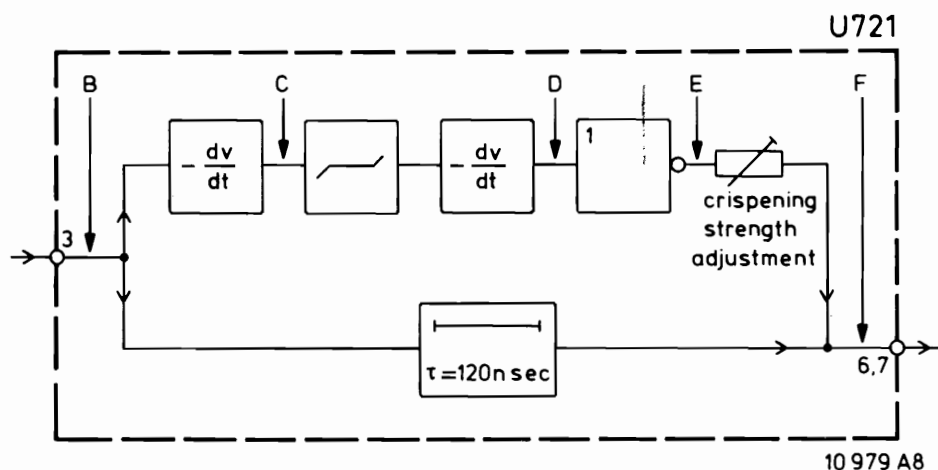 U721
B
C
D
E
F
3
- dv
dt
- dv
dt
1
crispening
strength
adjustment
τ = 120n sec
6,7
10 979 A8